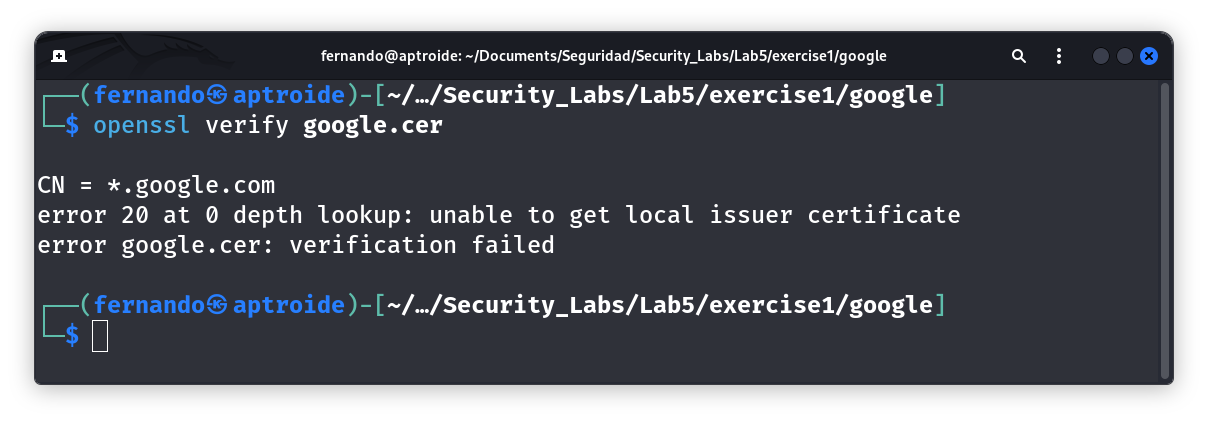 fernando@aptroide: ~/Documents/Seguridad/Security_Labs/Lab5/exercise1/google
┌──(fernando㉿aptroide)-[~/…/Security_Labs/Lab5/exercise1/google]
└─$ openssl verify google.cer
CN = *.google.com
error 20 at 0 depth lookup: unable to get local issuer certificate
error google.cer: verification failed
┌──(fernando㉿aptroide)-[~/…/Security_Labs/Lab5/exercise1/google]
└─$